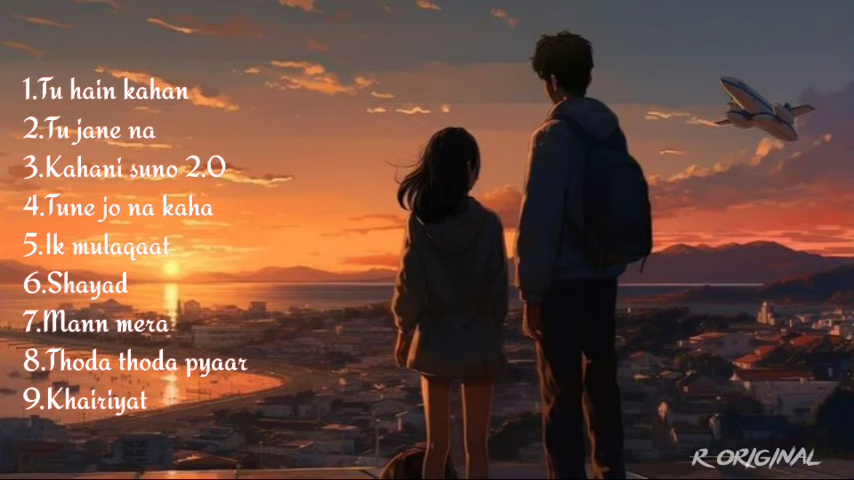 1.Tu hain kahan
2.Tu jane na
3.Kahani suno 2.0
4.Tune jo na kaha
5.Ik mulaqaat
6.Shayad
7.Mann mera
8.Thoda thoda pyaar
9.Khairiyat
R ORIGINAL